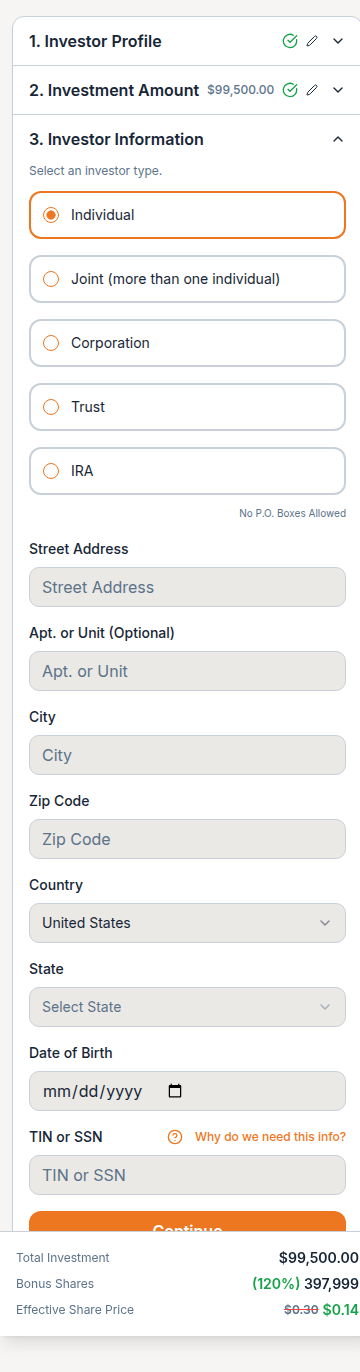 1. Investor Profile
2. Investment Amount $99,500.00
3. Investor Information
Select an investor type.
Individual
Joint (more than one individual)
Corporation
Trust
IRA
No P.O. Boxes Allowed
Street Address
Street Address
Apt. or Unit (Optional)
Apt. or Unit
City
City
Zip Code
Zip Code
Country
United States
State
Select State
Date of Birth
mm/dd/yyyy
TIN or SSN Why do we need this info?
TIN or SSN
Continue
Total Investment $99,500.00
Bonus Shares (120%) 397,999
Effective Share Price $0.30 $0.14